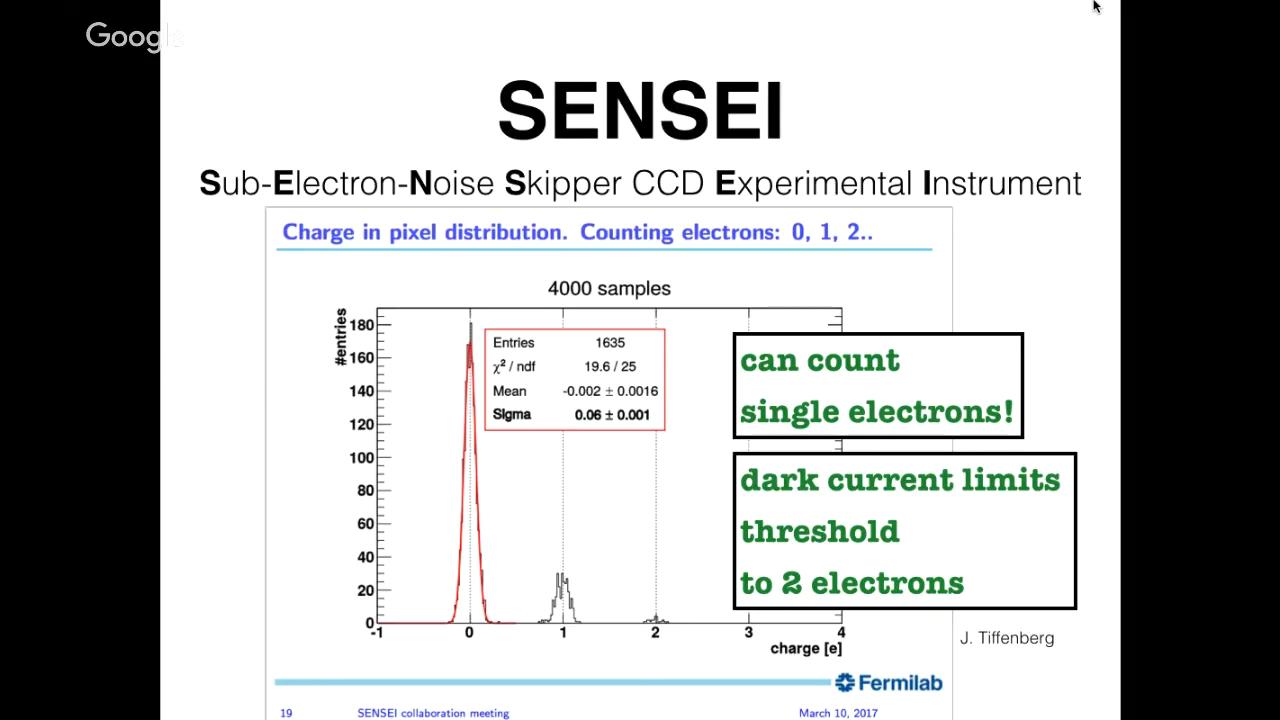 Google
SENSEI
Sub-Electron-Noise Skipper CCD Experimental Instrument
Charge in pixel distribution. Counting electrons: 0, 1, 2..
4000 samples
#entries
180
160
140
120
100
80
60
40
20
0
Entries 1635
χ² / ndf 19.6 / 25
Mean -0.002 ± 0.0016
Sigma 0.06 ± 0.001
can count
single electrons!
dark current limits
threshold
to 2 electrons
-1 0 1 2 3 4
charge [e]
J. Tiffenberg
Fermilab
19 SENSEI collaboration meeting March 10, 2017